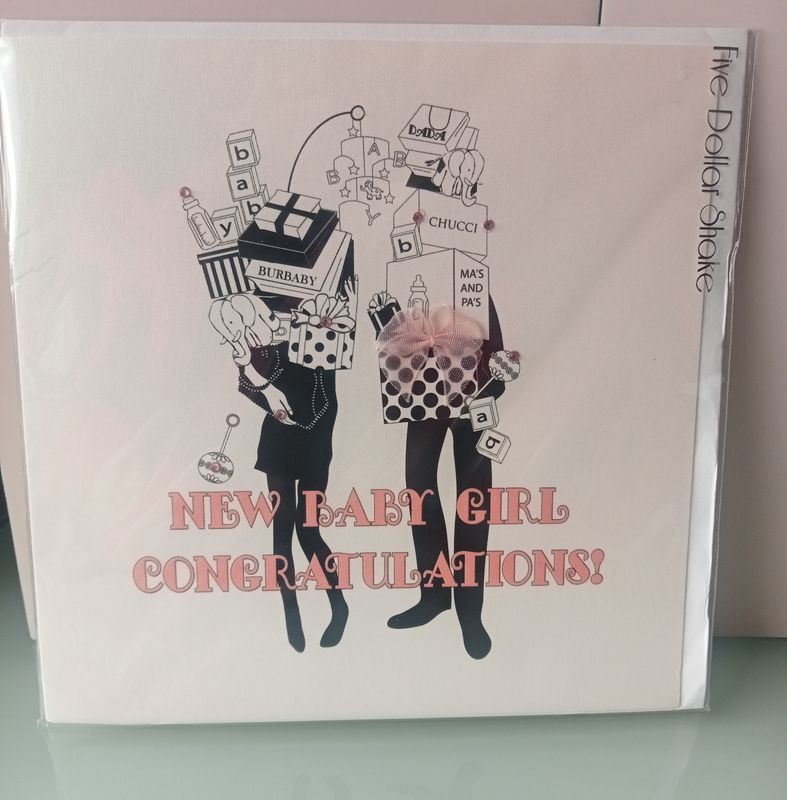 Five Dollar Shake
DADA
b
a
b
y
A
B
B
Y
CHUCCI
b
BURBABY
MA'S
AND
PA'S
a
g
NEW BABY GIRL
CONGRATULATIONS!